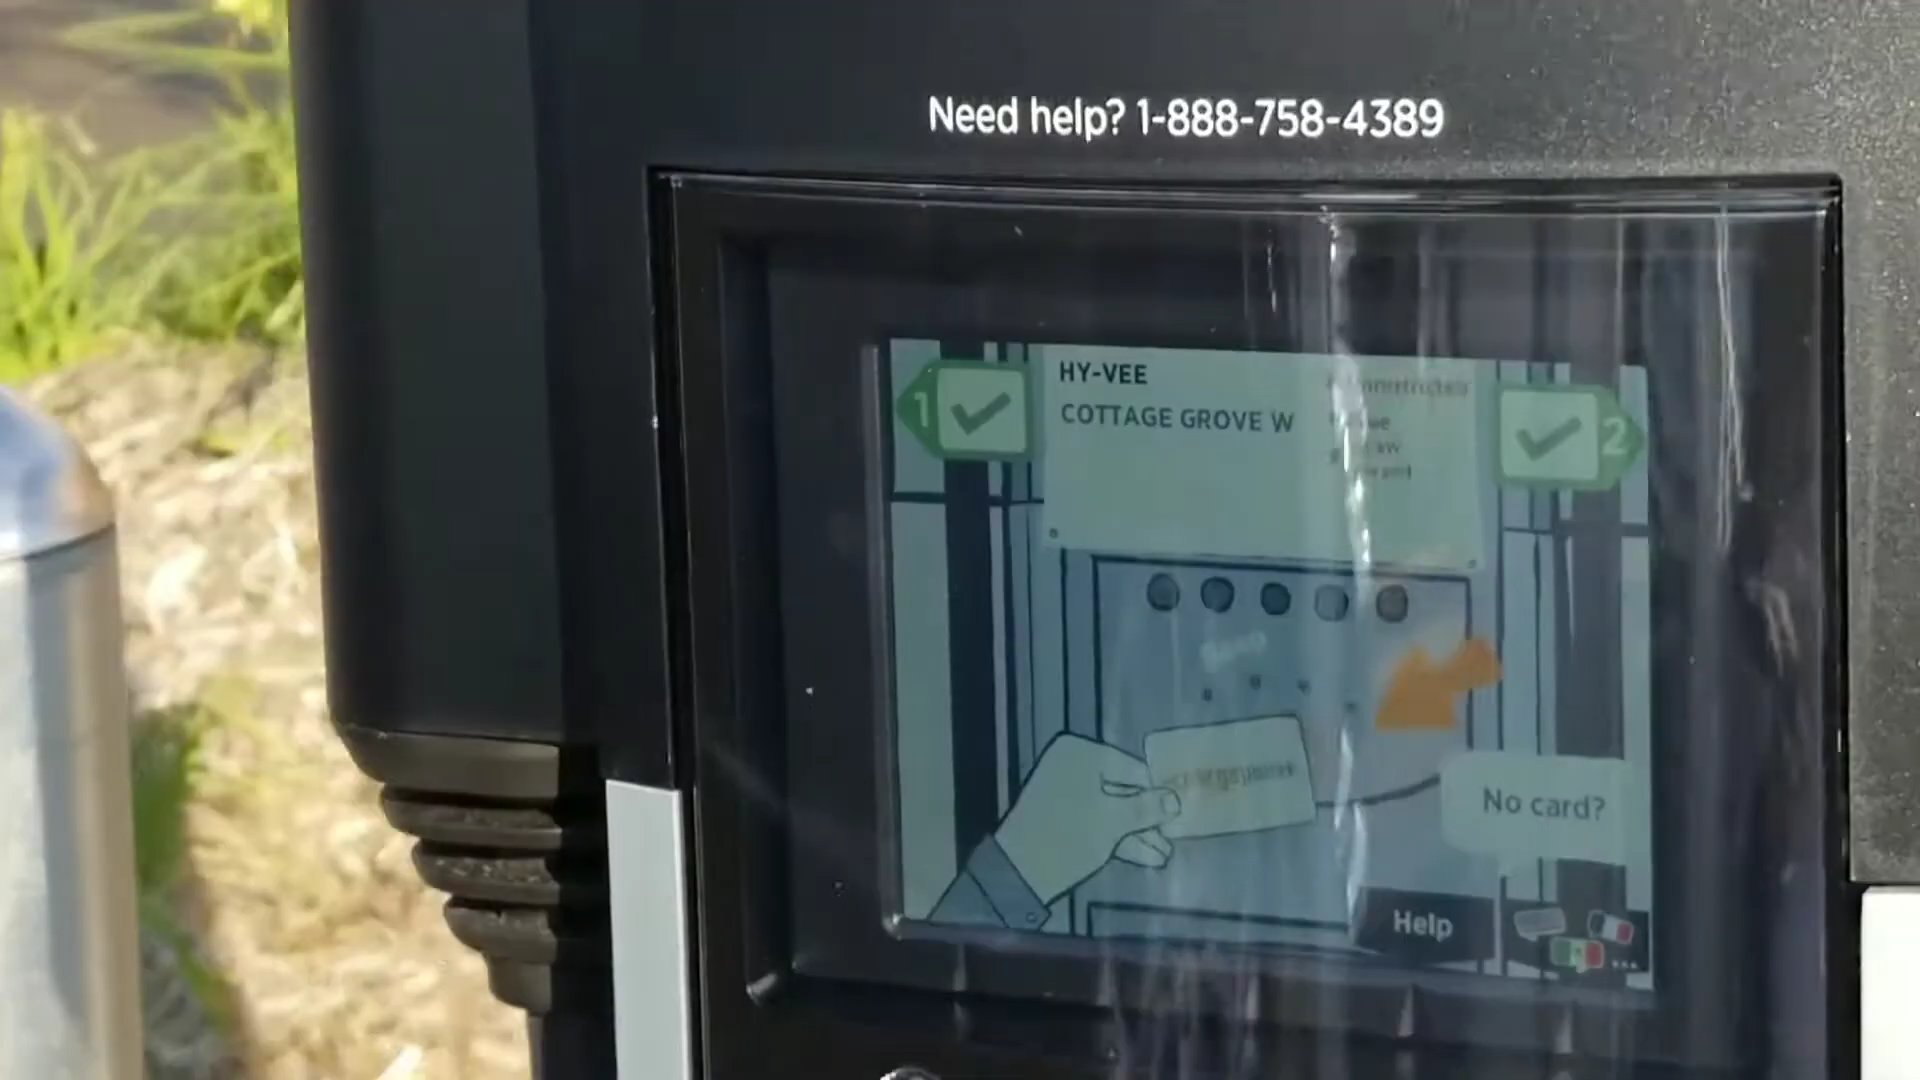 Need help? 1-888-758-4389
HY-VEE
COTTAGE GROVE W
1
2
No card?
Help
...